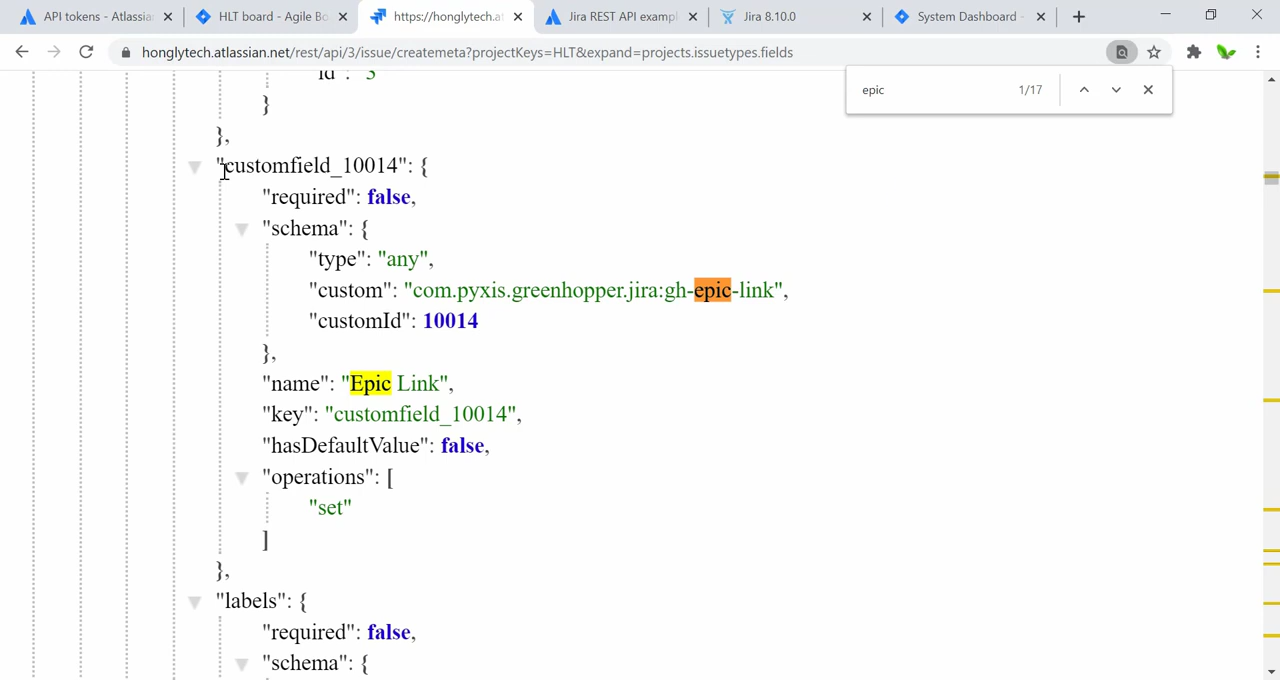 API tokens - Atlassia
HLT board - Agile Bo
https://honglytech.at
Jira REST API exampl
Jira 8.10.0
System Dashboard -
honglytech.atlassian.net/rest/api/3/issue/createmeta?projectKeys=HLT&expand=projects.issuetypes.fields
epic 1/17
"id": "3"
}
},
"customfield_10014": {
"required": false,
"schema": {
"type": "any",
"custom": "com.pyxis.greenhopper.jira:gh-epic-link",
"customId": 10014
},
"name": "Epic Link",
"key": "customfield_10014",
"hasDefaultValue": false,
"operations": [
"set"
]
},
"labels": {
"required": false,
"schema": {